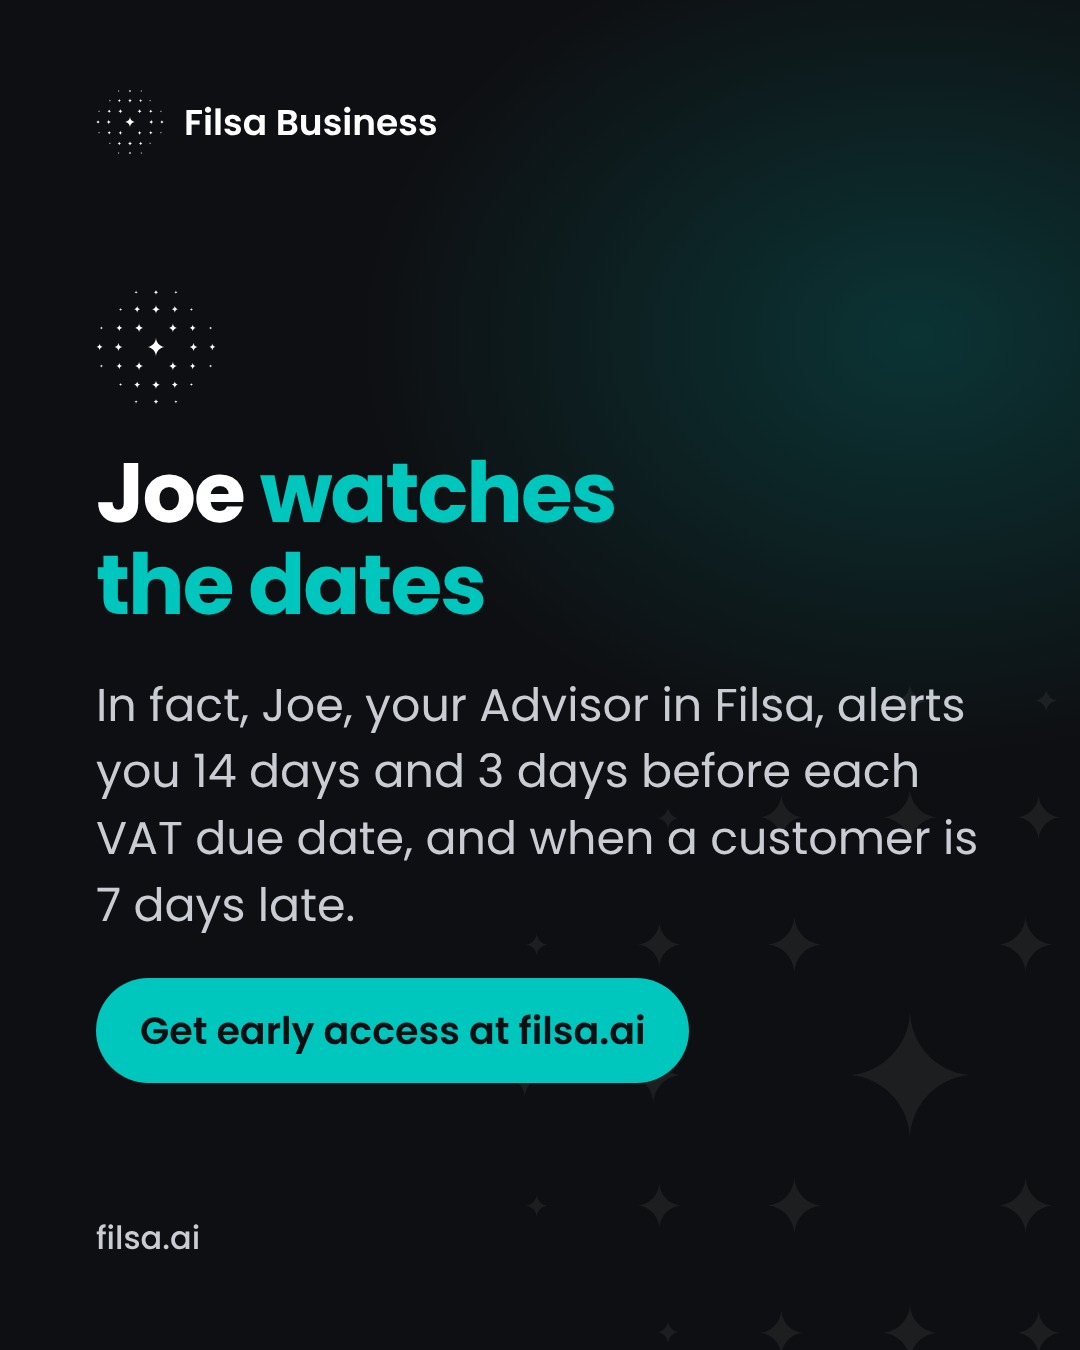 Filsa Business
Joe watches
the dates
In fact, Joe, your Advisor in Filsa, alerts
you 14 days and 3 days before each
VAT due date, and when a customer is
7 days late.
Get early access at filsa.ai
filsa.ai